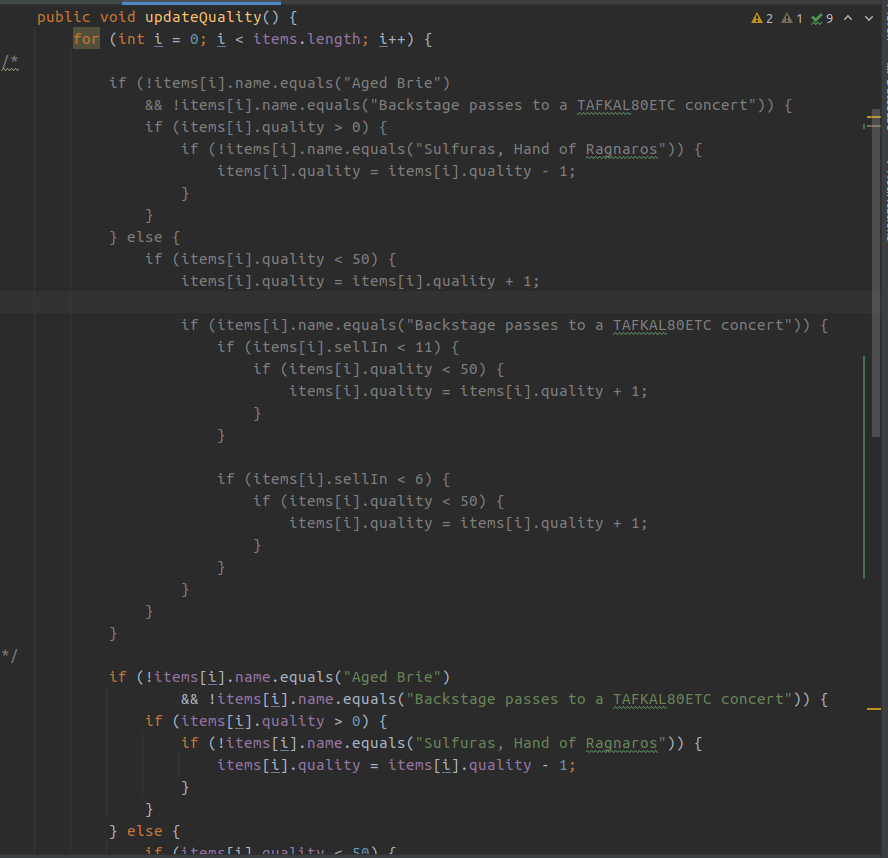 public void updateQuality() {
2 1 9
for (int i = 0; i < items.length; i++) {
/*
if (!items[i].name.equals("Aged Brie")
&& !items[i].name.equals("Backstage passes to a TAFKAL80ETC concert")) {
if (items[i].quality > 0) {
if (!items[i].name.equals("Sulfuras, Hand of Ragnaros")) {
items[i].quality = items[i].quality - 1;
}
}
} else {
if (items[i].quality < 50) {
items[i].quality = items[i].quality + 1;
if (items[i].name.equals("Backstage passes to a TAFKAL80ETC concert")) {
if (items[i].sellIn < 11) {
if (items[i].quality < 50) {
items[i].quality = items[i].quality + 1;
}
}
if (items[i].sellIn < 6) {
if (items[i].quality < 50) {
items[i].quality = items[i].quality + 1;
}
}
}
}
}
*/
if (!items[i].name.equals("Aged Brie")
&& !items[i].name.equals("Backstage passes to a TAFKAL80ETC concert")) {
if (items[i].quality > 0) {
if (!items[i].name.equals("Sulfuras, Hand of Ragnaros")) {
items[i].quality = items[i].quality - 1;
}
}
} else {
if (items[i].quality < 50) {